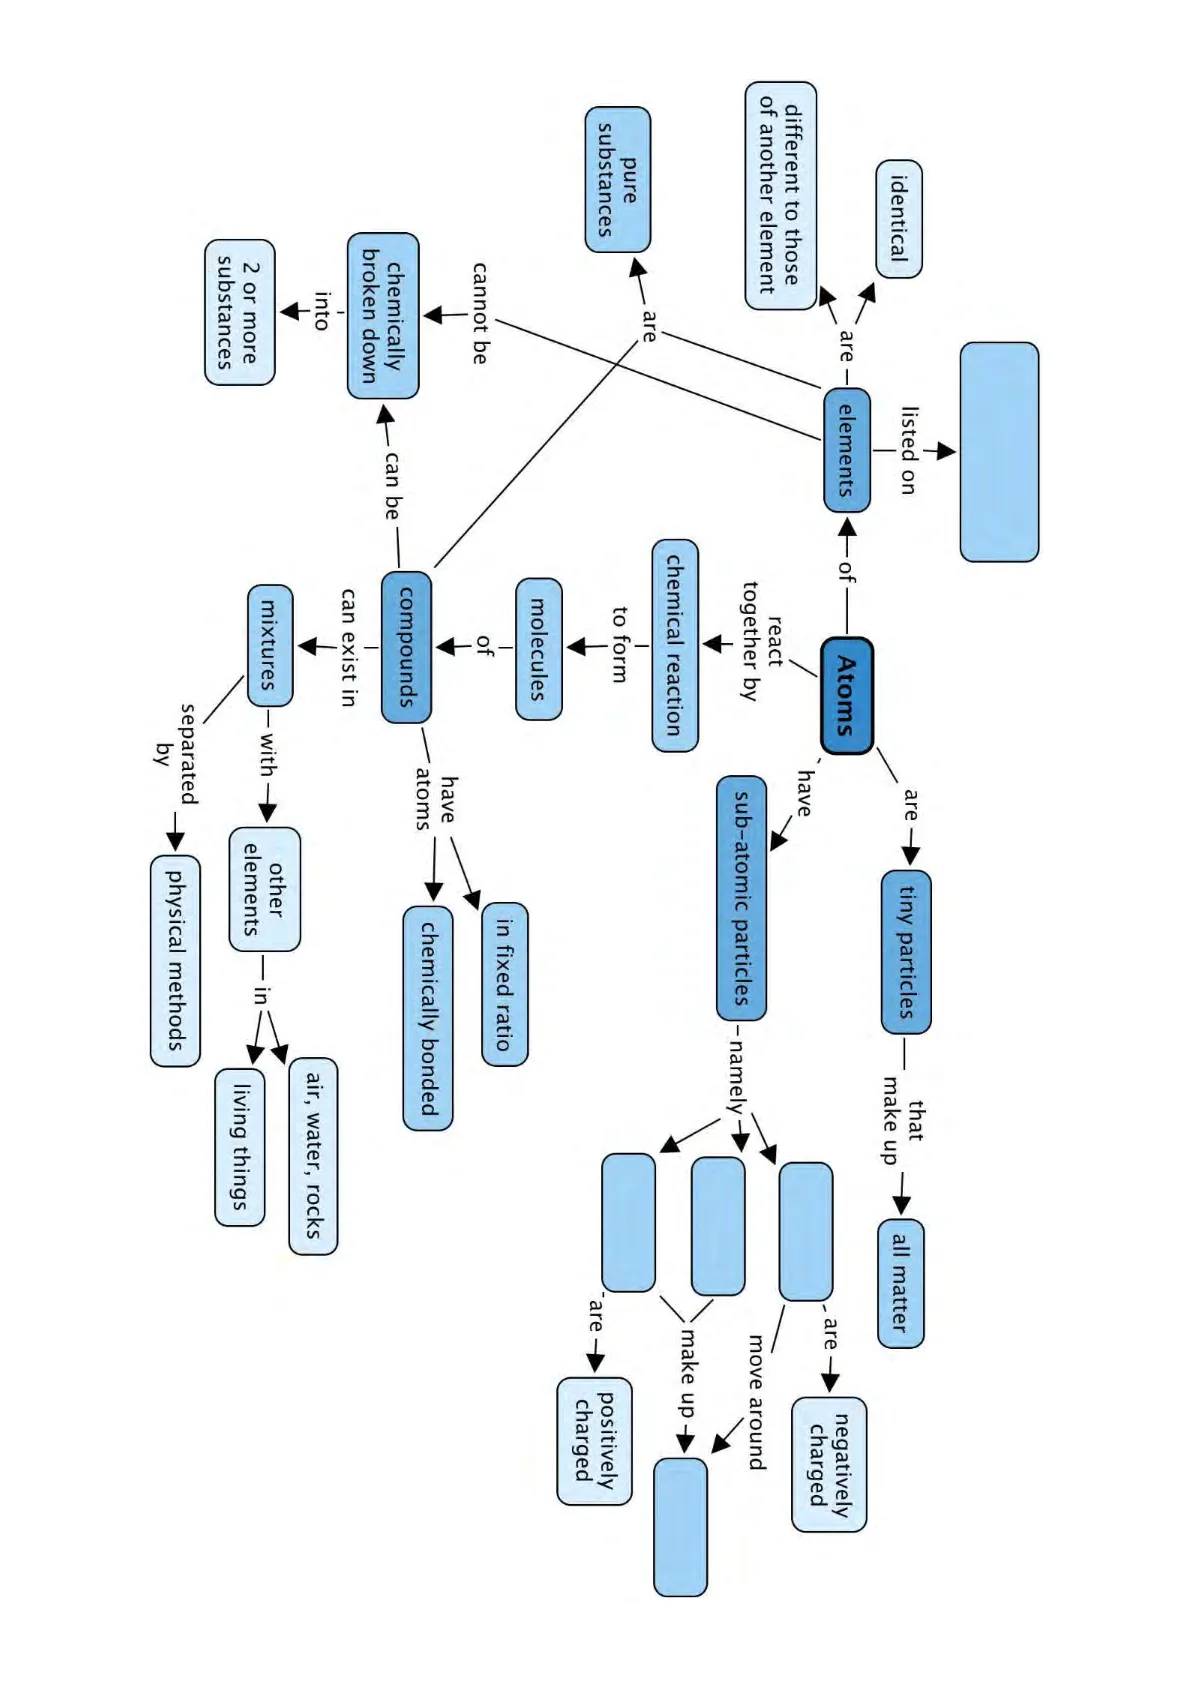 listed on
identical
different to those
of another element
are
elements
of
Atoms
are
tiny particles
that
make up
all matter
pure
substances
are
cannot be
chemically
broken down
into
2 or more
substances
can be
react
together by
chemical reaction
to form
molecules
of
compounds
have
sub-atomic particles
namely
are
negatively
charged
move around
make up
are
positively
charged
have
atoms
in fixed ratio
chemically bonded
can exist in
mixtures
with
other
elements
in
air, water, rocks
living things
separated
by
physical methods